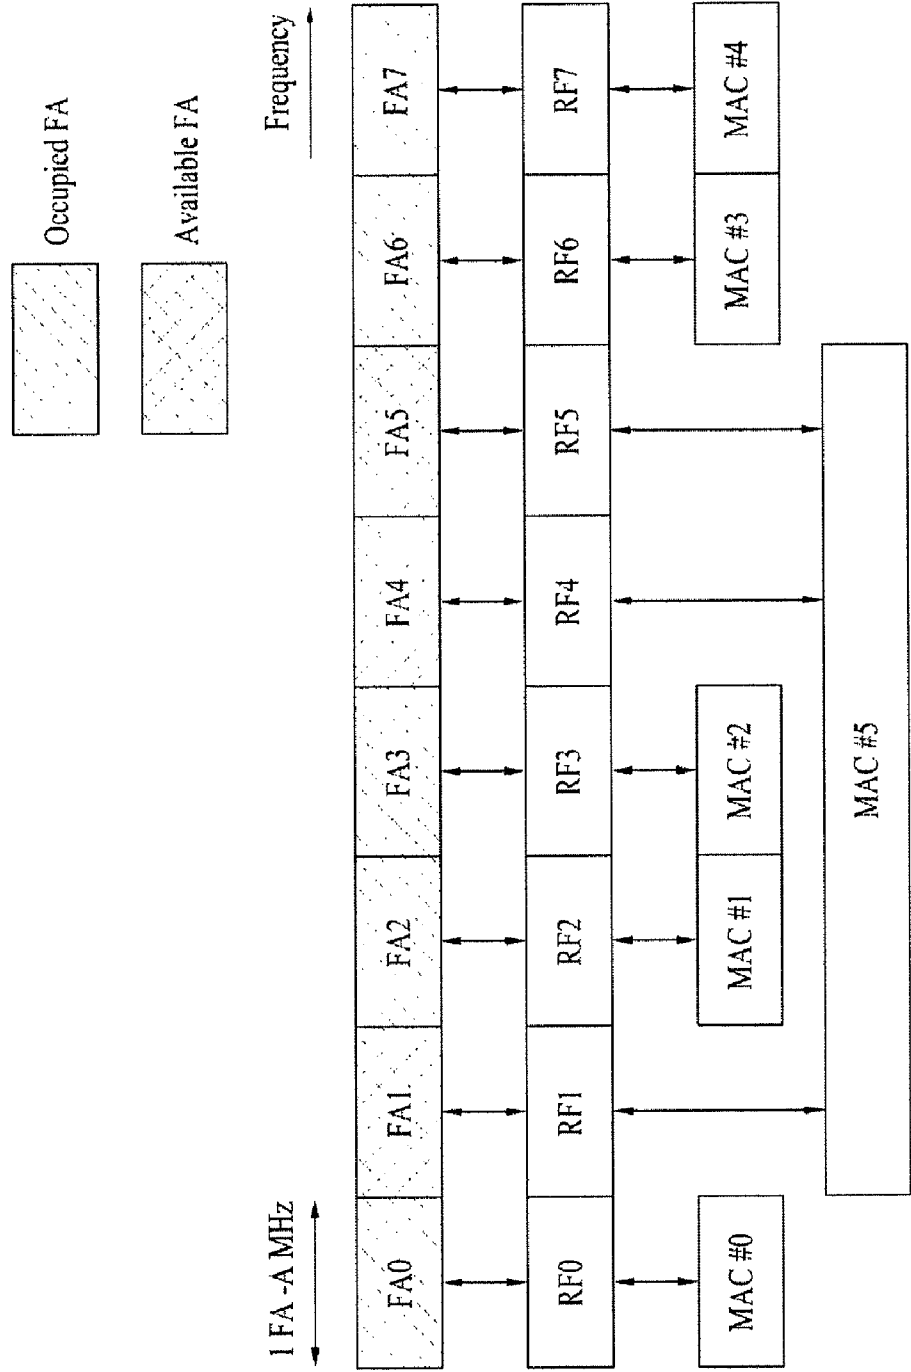 Occupied FA
Available FA
1 FA -A MHz
Frequency
FA0 FA1 FA2 FA3 FA4 FA5 FA6 FA7
RF0 RF1 RF2 RF3 RF4 RF5 RF6 RF7
MAC #0 MAC #1 MAC #2 MAC #3 MAC #4
MAC #5